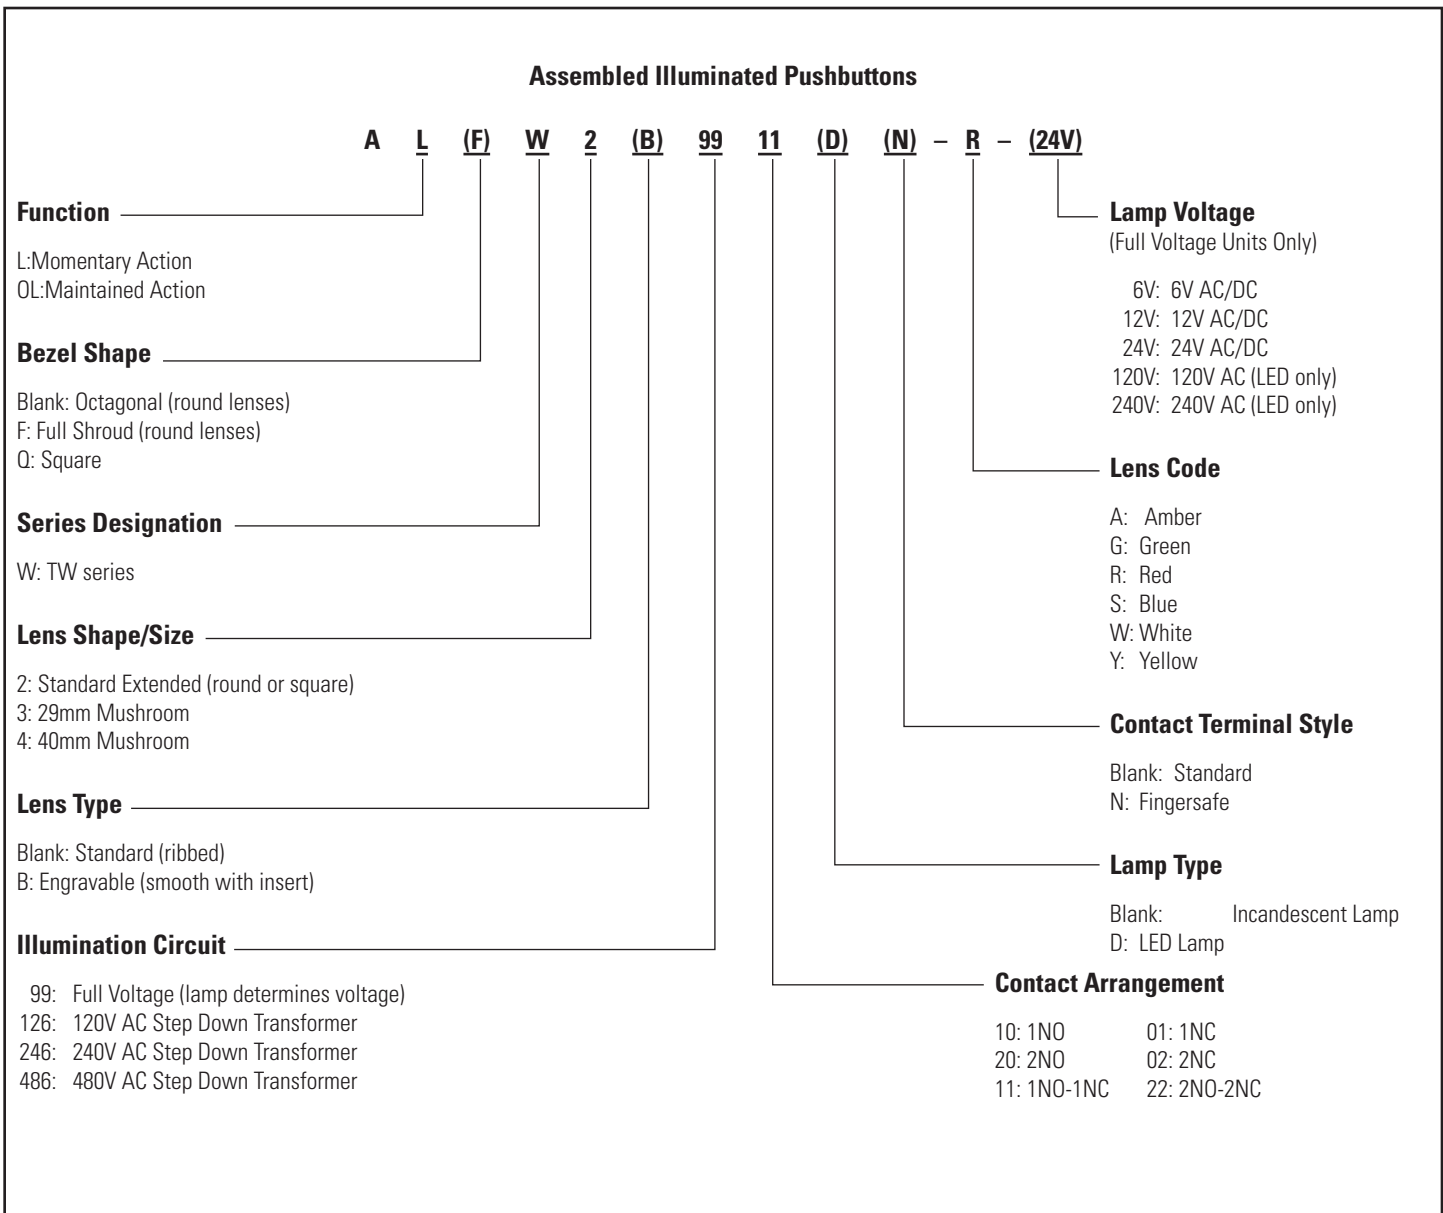 Assembled Illuminated Pushbuttons
A L (F) W 2 (B) 99 11 (D) (N) – R – (24V)
Function
L:Momentary Action
OL:Maintained Action
Bezel Shape
Blank: Octagonal (round lenses)
F: Full Shroud (round lenses)
Q: Square
Series Designation
W: TW series
Lens Shape/Size
2: Standard Extended (round or square)
3: 29mm Mushroom
4: 40mm Mushroom
Lens Type
Blank: Standard (ribbed)
B: Engravable (smooth with insert)
Illumination Circuit
99: Full Voltage (lamp determines voltage)
126: 120V AC Step Down Transformer
246: 240V AC Step Down Transformer
486: 480V AC Step Down Transformer
Lamp Voltage
(Full Voltage Units Only)
6V: 6V AC/DC
12V: 12V AC/DC
24V: 24V AC/DC
120V: 120V AC (LED only)
240V: 240V AC (LED only)
Lens Code
A: Amber
G: Green
R: Red
S: Blue
W: White
Y: Yellow
Contact Terminal Style
Blank: Standard
N: Fingersafe
Lamp Type
Blank: Incandescent Lamp
D: LED Lamp
Contact Arrangement
10: 1NO 01: 1NC
20: 2NO 02: 2NC
11: 1NO-1NC 22: 2NO-2NC